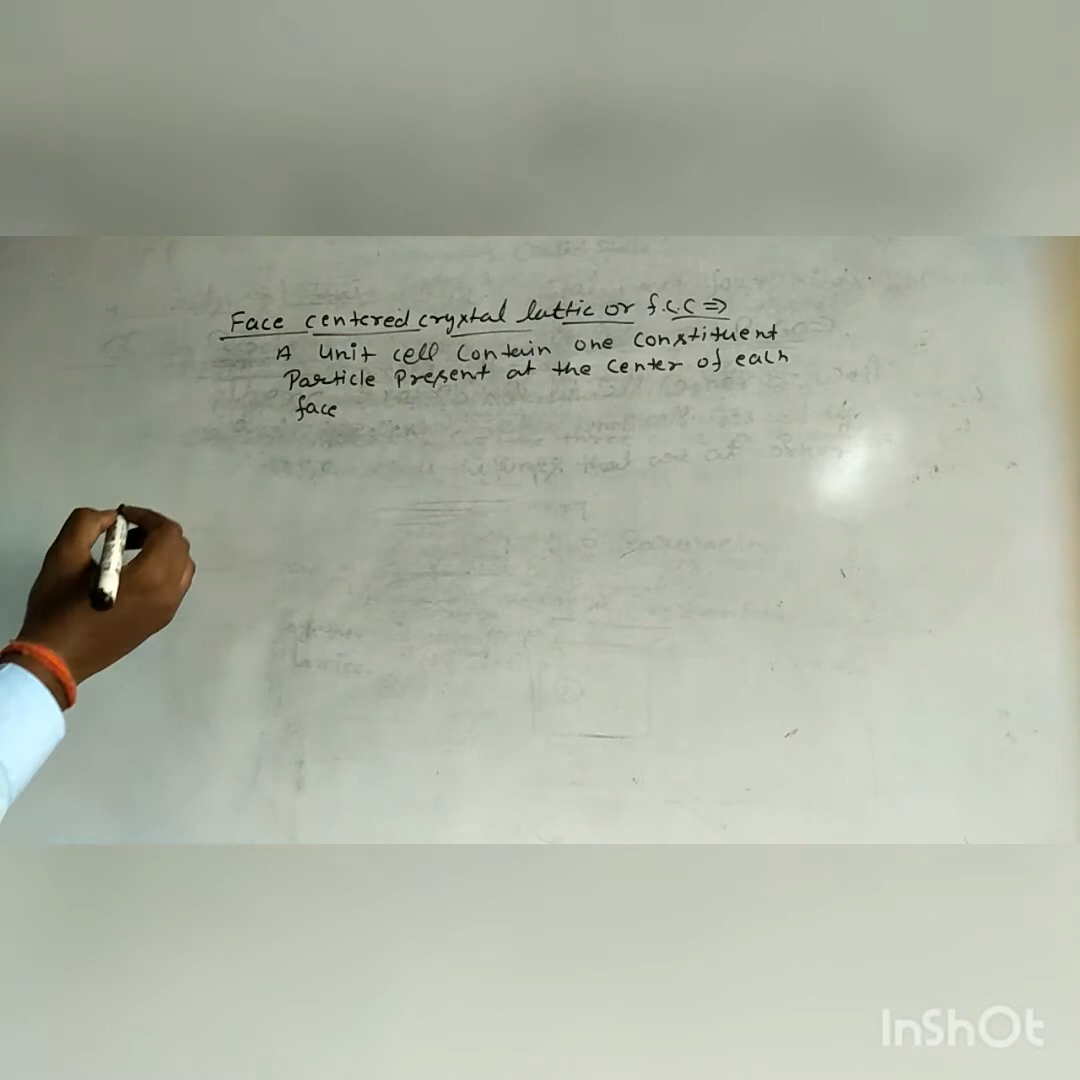 Face centered crystal lattic or f.c.c ⇒
A unit cell contain one constituent
Particle Present at the center of each
face
InShOt